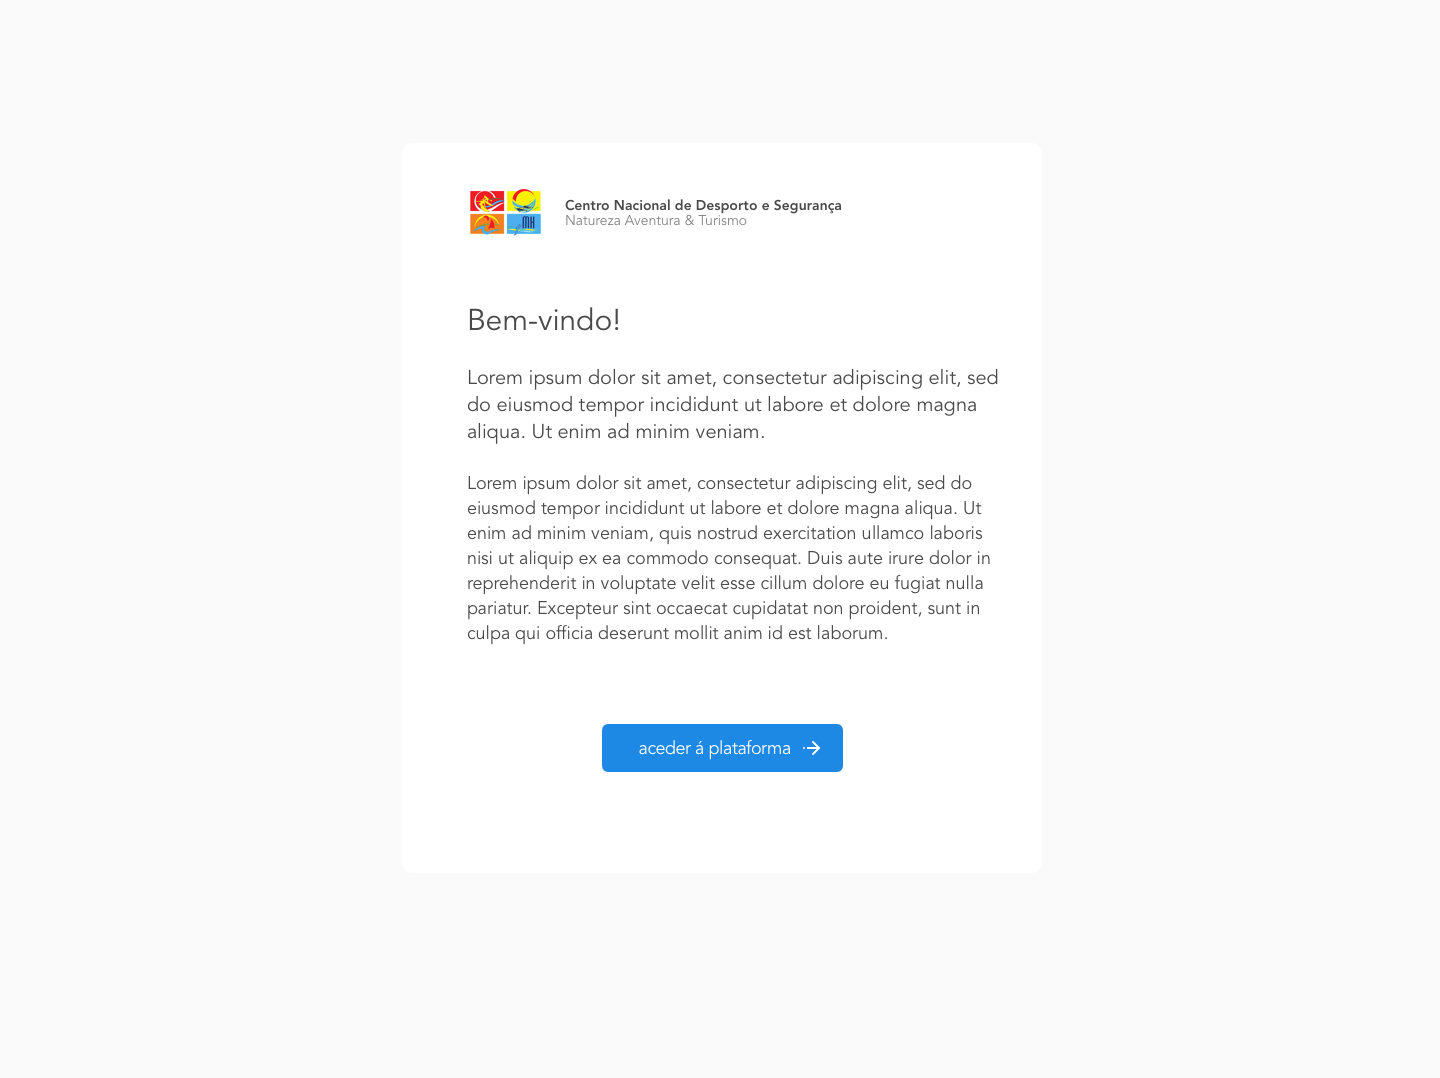 Centro Nacional de Desporto e Segurança
Natureza Aventura & Turismo
MH
Bem-vindo!
Lorem ipsum dolor sit amet, consectetur adipiscing elit, sed
do eiusmod tempor incididunt ut labore et dolore magna
aliqua. Ut enim ad minim veniam.
Lorem ipsum dolor sit amet, consectetur adipiscing elit, sed do
eiusmod tempor incididunt ut labore et dolore magna aliqua. Ut
enim ad minim veniam, quis nostrud exercitation ullamco laboris
nisi ut aliquip ex ea commodo consequat. Duis aute irure dolor in
reprehenderit in voluptate velit esse cillum dolore eu fugiat nulla
pariatur. Excepteur sint occaecat cupidatat non proident, sunt in
culpa qui officia deserunt mollit anim id est laborum.
aceder á plataforma